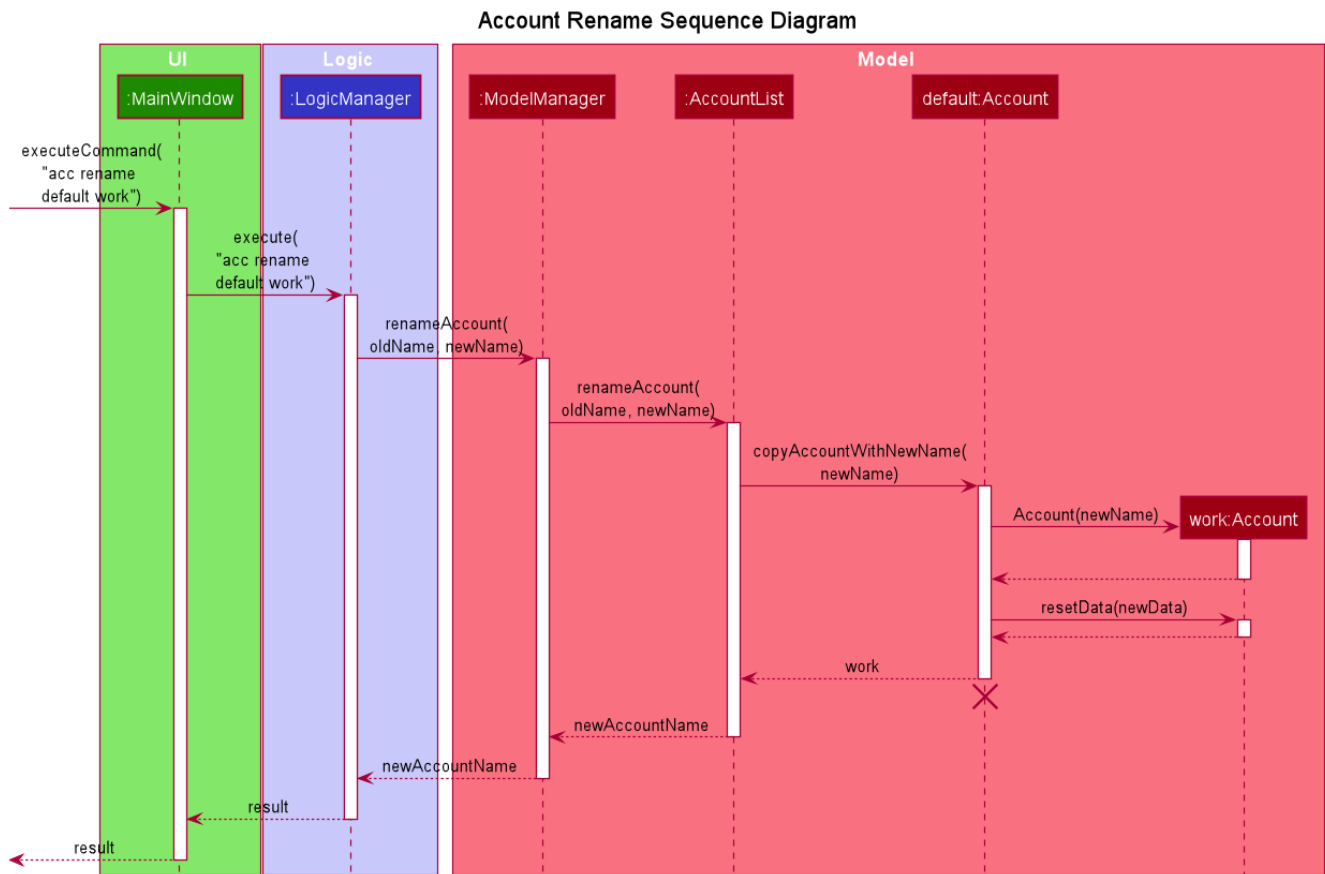 Account Rename Sequence Diagram
UI
Logic
Model
:MainWindow
:LogicManager
:ModelManager
:AccountList
default:Account
executeCommand(
"acc rename
default work")
execute(
"acc rename
default work")
renameAccount(
oldName, newName)
renameAccount(
oldName, newName)
copyAccountWithNewName(
newName)
Account(newName)
work:Account
resetData(newData)
work
newAccountName
newAccountName
result
result